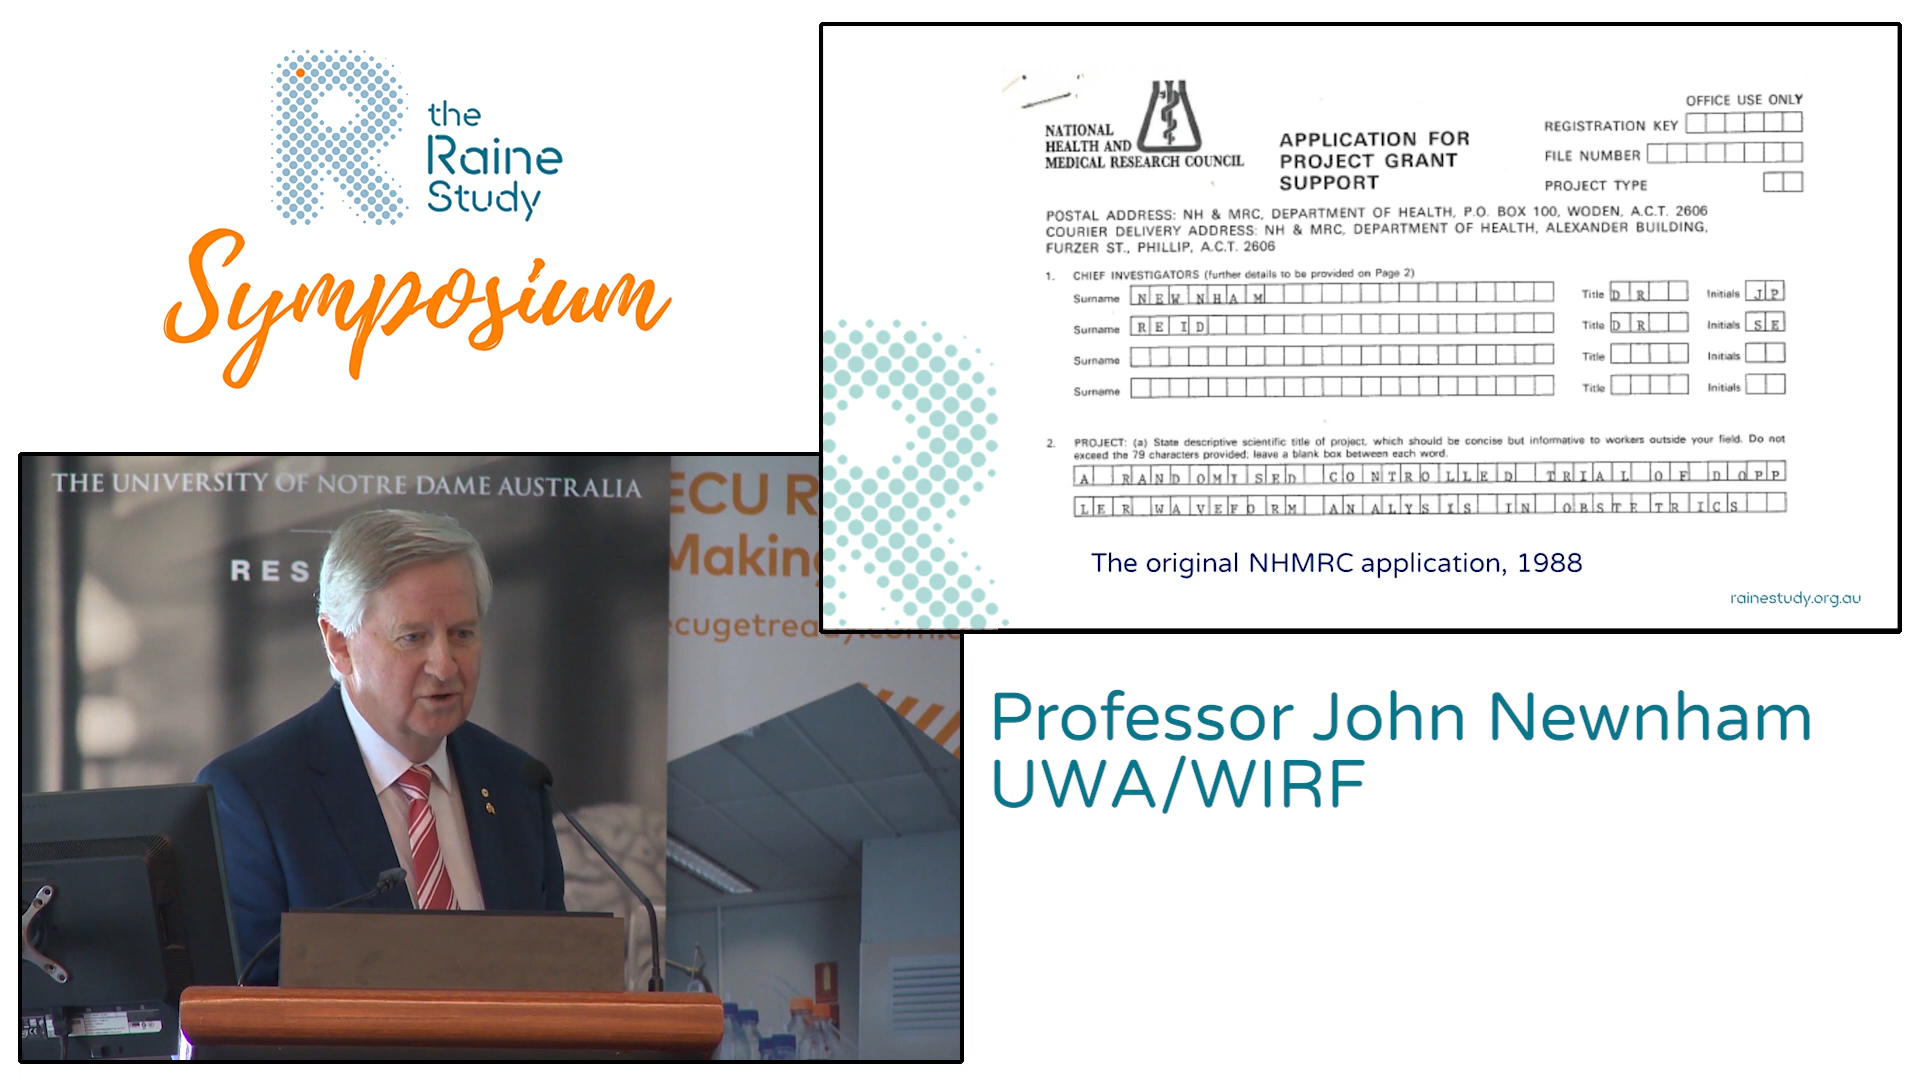 the
Raine
Study
Symposium
NATIONAL
HEALTH AND
MEDICAL RESEARCH COUNCIL
APPLICATION FOR
PROJECT GRANT
SUPPORT
OFFICE USE ONLY
REGISTRATION KEY
FILE NUMBER
PROJECT TYPE
POSTAL ADDRESS: NH & MRC, DEPARTMENT OF HEALTH, P.O. BOX 100, WODEN, A.C.T. 2606
COURIER DELIVERY ADDRESS: NH & MRC, DEPARTMENT OF HEALTH, ALEXANDER BUILDING,
FURZER ST., PHILLIP, A.C.T. 2606
1. CHIEF INVESTIGATORS (further details to be provided on Page 2)
Surname NEWNHAM Title DR Initials JP
Surname REID Title DR Initials SE
Surname Title Initials
Surname Title Initials
2. PROJECT: (a) State descriptive scientific title of project, which should be concise but informative to workers outside your field. Do not
exceed the 79 characters provided; leave a blank box between each word.
A RANDOMISED CONTROLLED TRIAL OF DOPP
LER WAVEFORM ANALYSIS IN OBSTETRICS
The original NHMRC application, 1988
rainestudy.org.au
THE UNIVERSITY OF NOTRE DAME AUSTRALIA
RES
ECU R
Making
ecugetready.com.
Professor John Newnham
UWA/WIRF